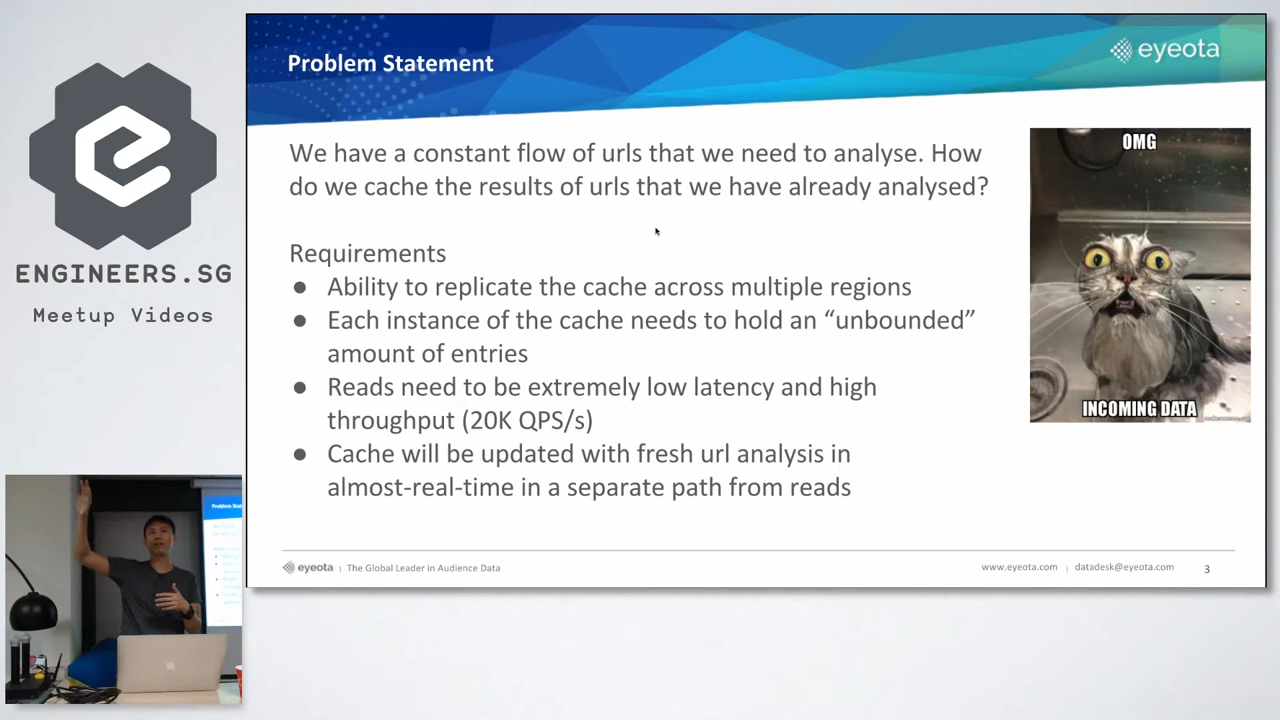 ENGINEERS.SG
Meetup Videos
Problem Statement
eyeota
We have a constant flow of urls that we need to analyse. How
do we cache the results of urls that we have already analysed?
Requirements
● Ability to replicate the cache across multiple regions
● Each instance of the cache needs to hold an “unbounded”
amount of entries
● Reads need to be extremely low latency and high
throughput (20K QPS/s)
● Cache will be updated with fresh url analysis in
almost-real-time in a separate path from reads
OMG
INCOMING DATA
eyeota | The Global Leader in Audience Data
www.eyeota.com | datadesk@eyeota.com 3